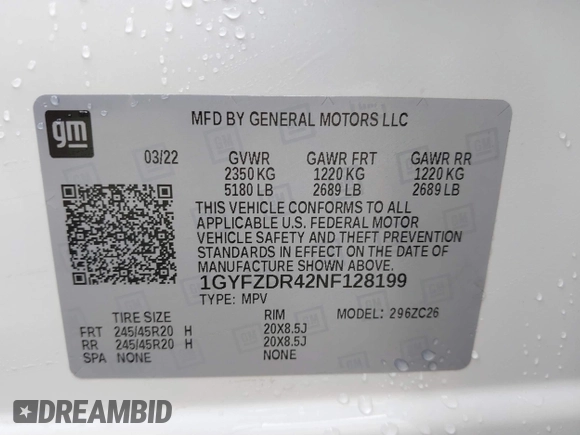 gm
MFD BY GENERAL MOTORS LLC
03/22 GVWR GAWR FRT GAWR RR
2350 KG 1220 KG 1220 KG
5180 LB 2689 LB 2689 LB
THIS VEHICLE CONFORMS TO ALL
APPLICABLE U.S. FEDERAL MOTOR
VEHICLE SAFETY AND THEFT PREVENTION
STANDARDS IN EFFECT ON THE DATE OF
MANUFACTURE SHOWN ABOVE.
1GYFZDR42NF128199
TYPE: MPV
TIRE SIZE RIM MODEL: 296ZC26
FRT 245/45R20 H 20X8.5J
RR 245/45R20 H 20X8.5J
SPA NONE NONE
DREAMBID